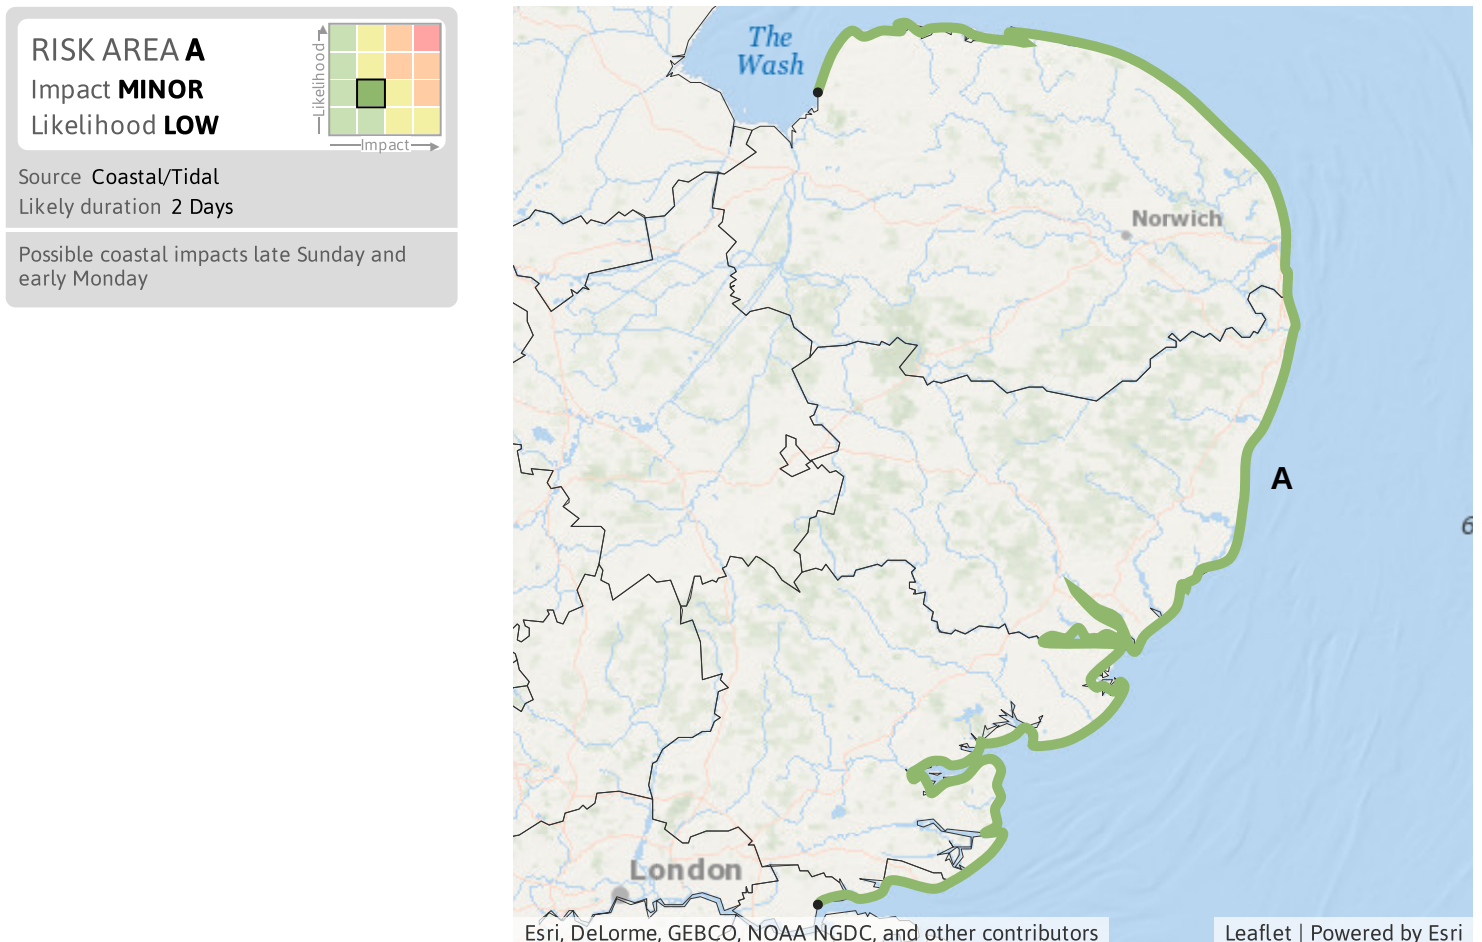 RISK AREA A
Impact MINOR
Likelihood LOW
Likelihood
Impact
Source Coastal/Tidal
Likely duration 2 Days
Possible coastal impacts late Sunday and
early Monday
The
Wash
Norwich
A
6
London
Esri, DeLorme, GEBCO, NOAA NGDC, and other contributors
Leaflet | Powered by Esri